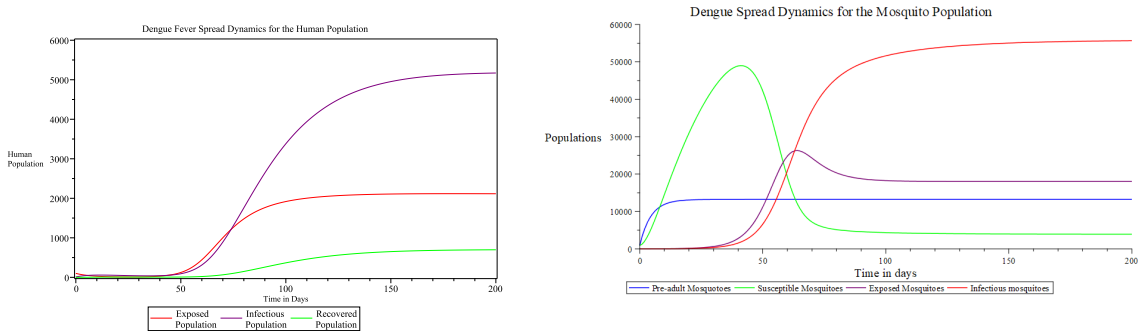 Dengue Fever Spread Dynamics for the Human Population
6000
5000
4000
3000
2000
1000
0
Human
Population
0
50
100
150
200
Time in Days
Exposed
Population
Infectious
Population
Recovered
Population
Dengue Spread Dynamics for the Mosquito Population
60000
50000
40000
30000
20000
10000
0
Populations
0
50
100
150
200
Time in days
Pre-adult Mosquotoes
Susceptible Mosquitoes
Exposed Mosquitoes
Infectious mosquitoes